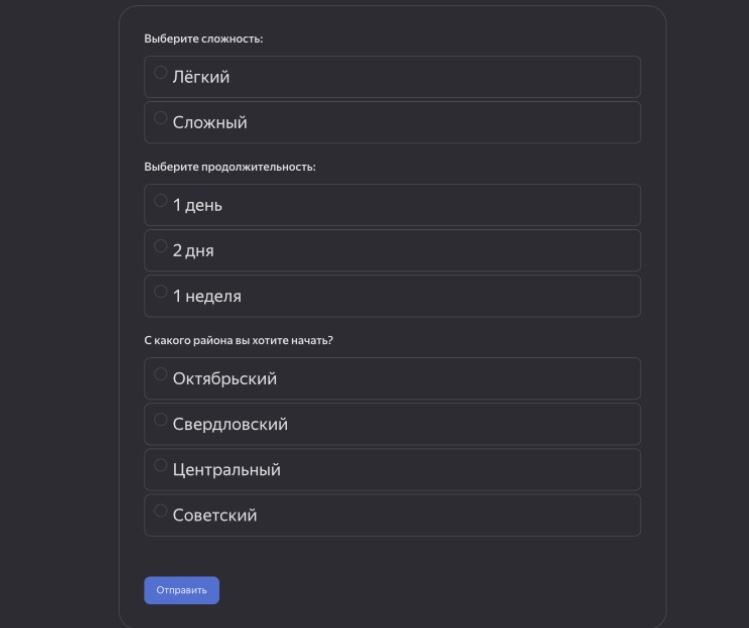 Выберите сложность:
Лёгкий
Сложный
Выберите продолжительность:
1 день
2 дня
1 неделя
С какого района вы хотите начать?
Октябрьский
Свердловский
Центральный
Советский
Отправить